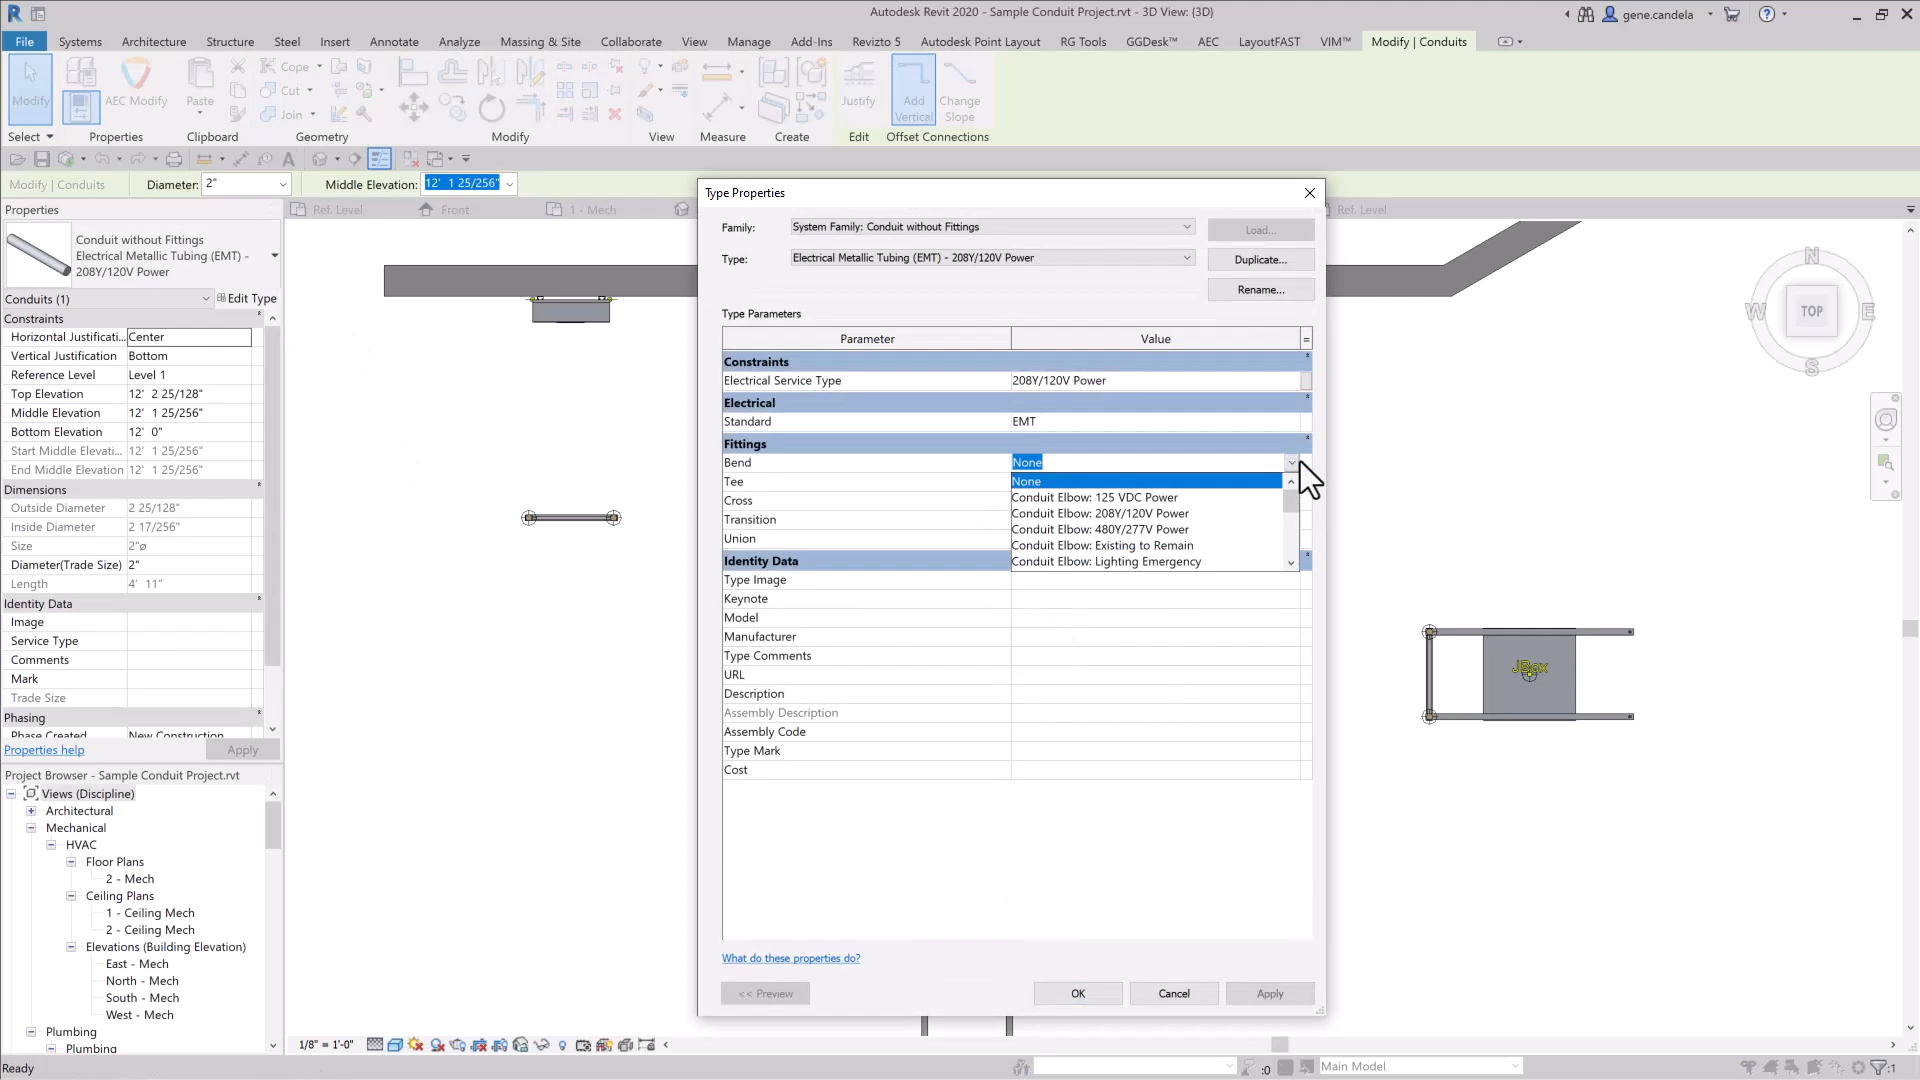 Autodesk Revit 2020 - Sample Conduit Project.rvt - 3D View: {3D}
gene.candela
File Systems Architecture Structure Steel Insert Annotate Analyze Massing & Site Collaborate View Manage Add-Ins Revizto 5 Autodesk Point Layout RG Tools GGDesk™ AEC LayoutFAST VIM™ Modify | Conduits
Modify AEC Modify Paste Cope Cut Join Justify Add Vertical Change Slope
Select Properties Clipboard Geometry Modify View Measure Create Edit Offset Connections
Modify | Conduits Diameter: 2" Middle Elevation: 12' 1 25/256"
Properties
Ref. Level Front 1 - Mech Ref. Level
Conduit without Fittings
Electrical Metallic Tubing (EMT) -
208Y/120V Power
Conduits (1) Edit Type
Constraints
Horizontal Justificati... Center
Vertical Justification Bottom
Reference Level Level 1
Top Elevation 12' 2 25/128"
Middle Elevation 12' 1 25/256"
Bottom Elevation 12' 0"
Start Middle Elevati... 12' 1 25/256"
End Middle Elevation 12' 1 25/256"
Dimensions
Outside Diameter 2 25/128"
Inside Diameter 2 17/256"
Size 2"ø
Diameter(Trade Size) 2"
Length 4' 11"
Identity Data
Image
Service Type
Comments
Mark
Trade Size
Phasing
Phase Created New Construction
Properties help Apply
Project Browser - Sample Conduit Project.rvt
Views (Discipline)
Architectural
Mechanical
HVAC
Floor Plans
2 - Mech
Ceiling Plans
1 - Ceiling Mech
2 - Ceiling Mech
Elevations (Building Elevation)
East - Mech
North - Mech
South - Mech
West - Mech
Plumbing
Plumbing
Type Properties
Family: System Family: Conduit without Fittings Load...
Type: Electrical Metallic Tubing (EMT) - 208Y/120V Power Duplicate...
Rename...
Type Parameters
Parameter Value =
Constraints
Electrical Service Type 208Y/120V Power
Electrical
Standard EMT
Fittings
Bend None
Tee None
Cross Conduit Elbow: 125 VDC Power
Conduit Elbow: 208Y/120V Power
Transition Conduit Elbow: 480Y/277V Power
Union Conduit Elbow: Existing to Remain
Identity Data Conduit Elbow: Lighting Emergency
Type Image
Keynote
Model
Manufacturer
Type Comments
URL
Description
Assembly Description
Assembly Code
Type Mark
Cost
What do these properties do?
<< Preview OK Cancel Apply
N
W TOP E
S
JBox
1/8" = 1'-0"
Ready :0 Main Model :1